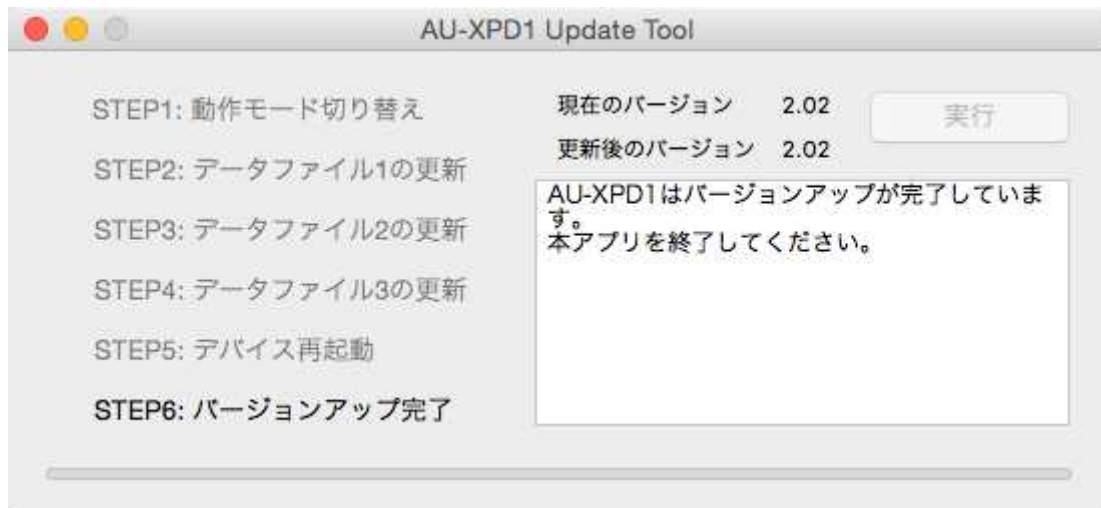 AU-XPD1 Update Tool
STEP1: 動作モード切り替え
STEP2: データファイル1の更新
STEP3: データファイル2の更新
STEP4: データファイル3の更新
STEP5: デバイス再起動
STEP6: バージョンアップ完了
現在のバージョン 2.02
更新後のバージョン 2.02
実行
AU-XPD1はバージョンアップが完了していま
す。
本アプリを終了してください。